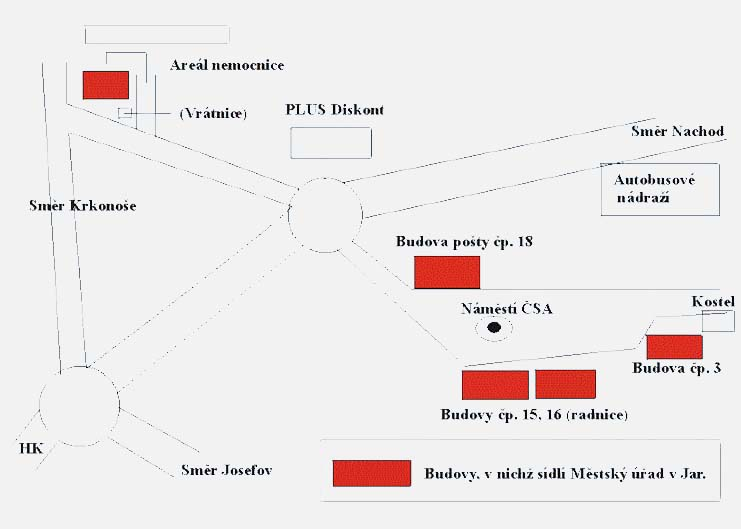 Areál nemocnice
(Vrátnice)
PLUS Diskont
Směr Nachod
Autobusové
nádraží
Směr Krkonoše
Budova pošty čp. 18
Náměstí ČSA
Kostel
Budova čp. 3
Budovy čp. 15, 16 (radnice)
HK
Směr Josefov
Budovy, v nichž sídlí Městský úřad v Jar.